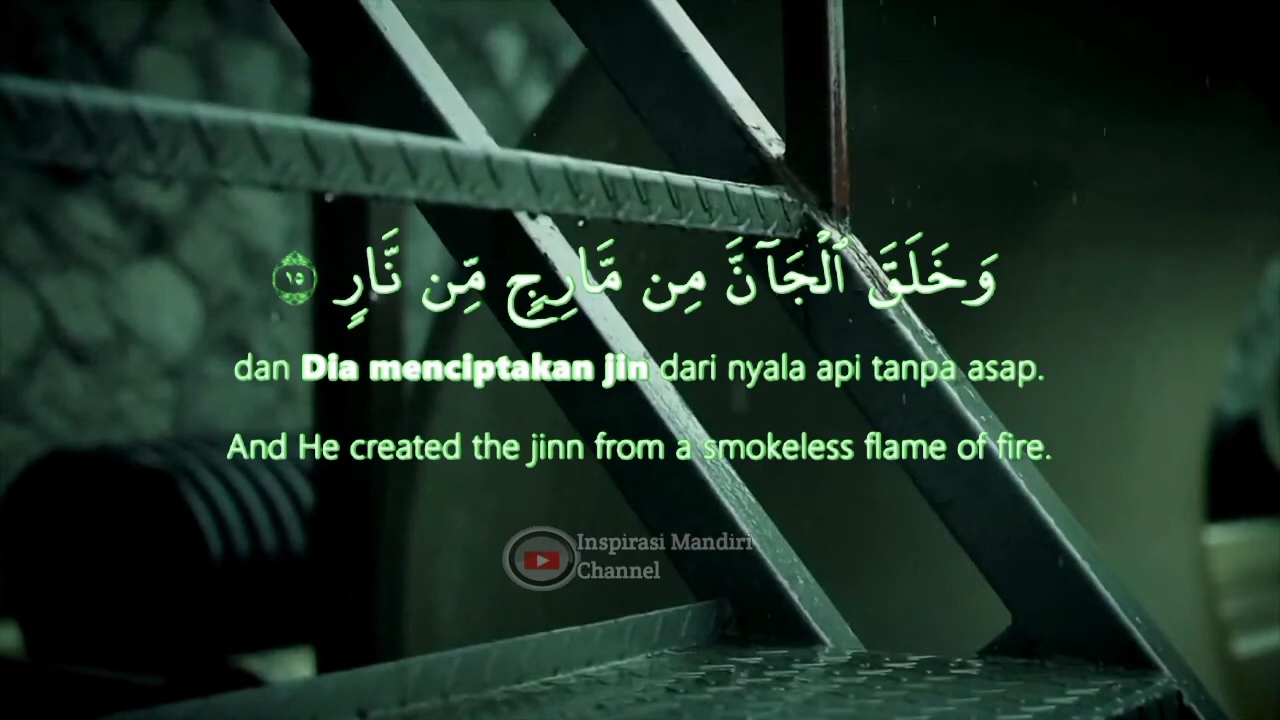 وَخَلَقَ ٱلْجَآنَّ مِن مَّارِجٍ مِّن نَّارٍ ١٥
dan Dia menciptakan jin dari nyala api tanpa asap.
And He created the jinn from a smokeless flame of fire.
Inspirasi Mandiri
Channel